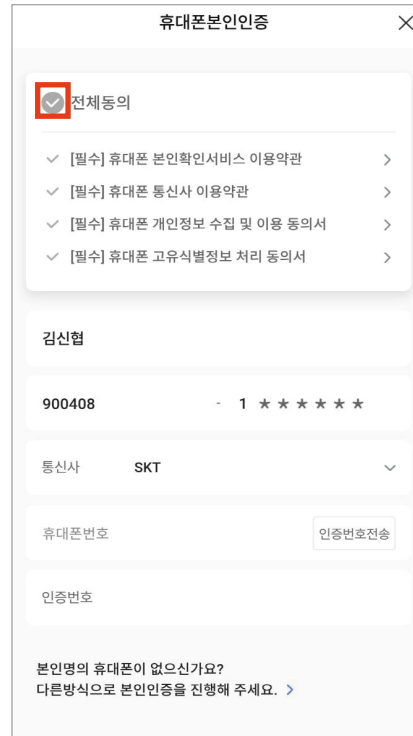 휴대폰본인인증
전체동의
[필수] 휴대폰 본인확인서비스 이용약관
[필수] 휴대폰 통신사 이용약관
[필수] 휴대폰 개인정보 수집 및 이용 동의서
[필수] 휴대폰 고유식별정보 처리 동의서
김신협
900408 - 1 ******
통신사 SKT
휴대폰번호 인증번호전송
인증번호
본인명의 휴대폰이 없으신가요?
다른방식으로 본인인증을 진행해 주세요. >